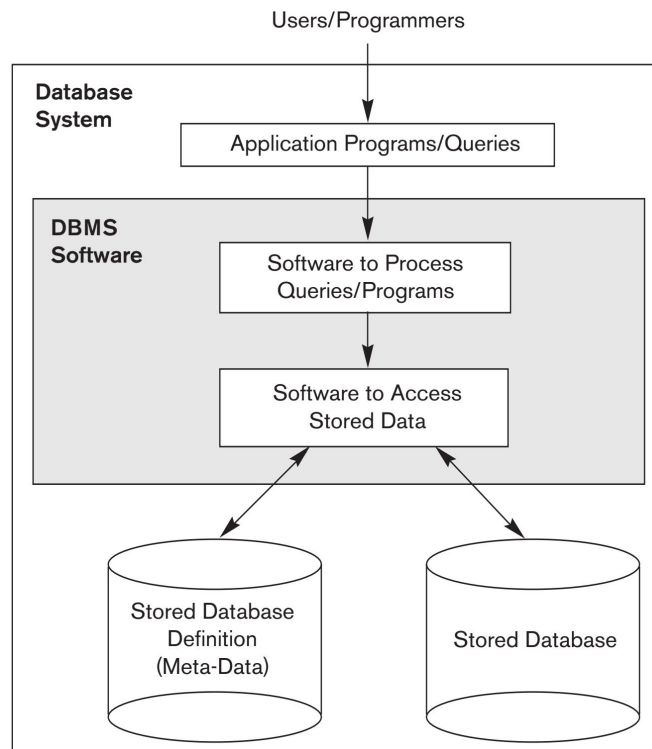 Users/Programmers
Database
System
Application Programs/Queries
DBMS
Software
Software to Process
Queries/Programs
Software to Access
Stored Data
Stored Database
Definition
(Meta-Data)
Stored Database